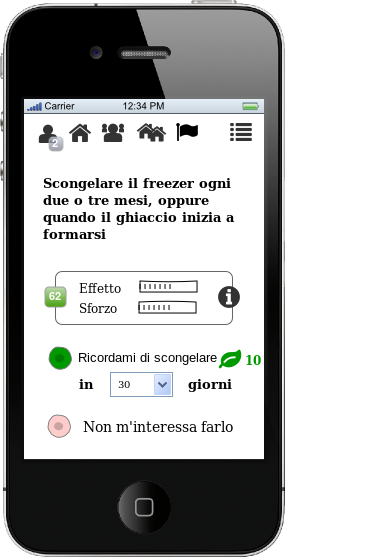 Carrier 12:34 PM
2
Scongelare il freezer ogni
due o tre mesi, oppure
quando il ghiaccio inizia a
formarsi
Effetto
62
Sforzo
Ricordami di scongelare 10
in 30 giorni
Non m'interessa farlo